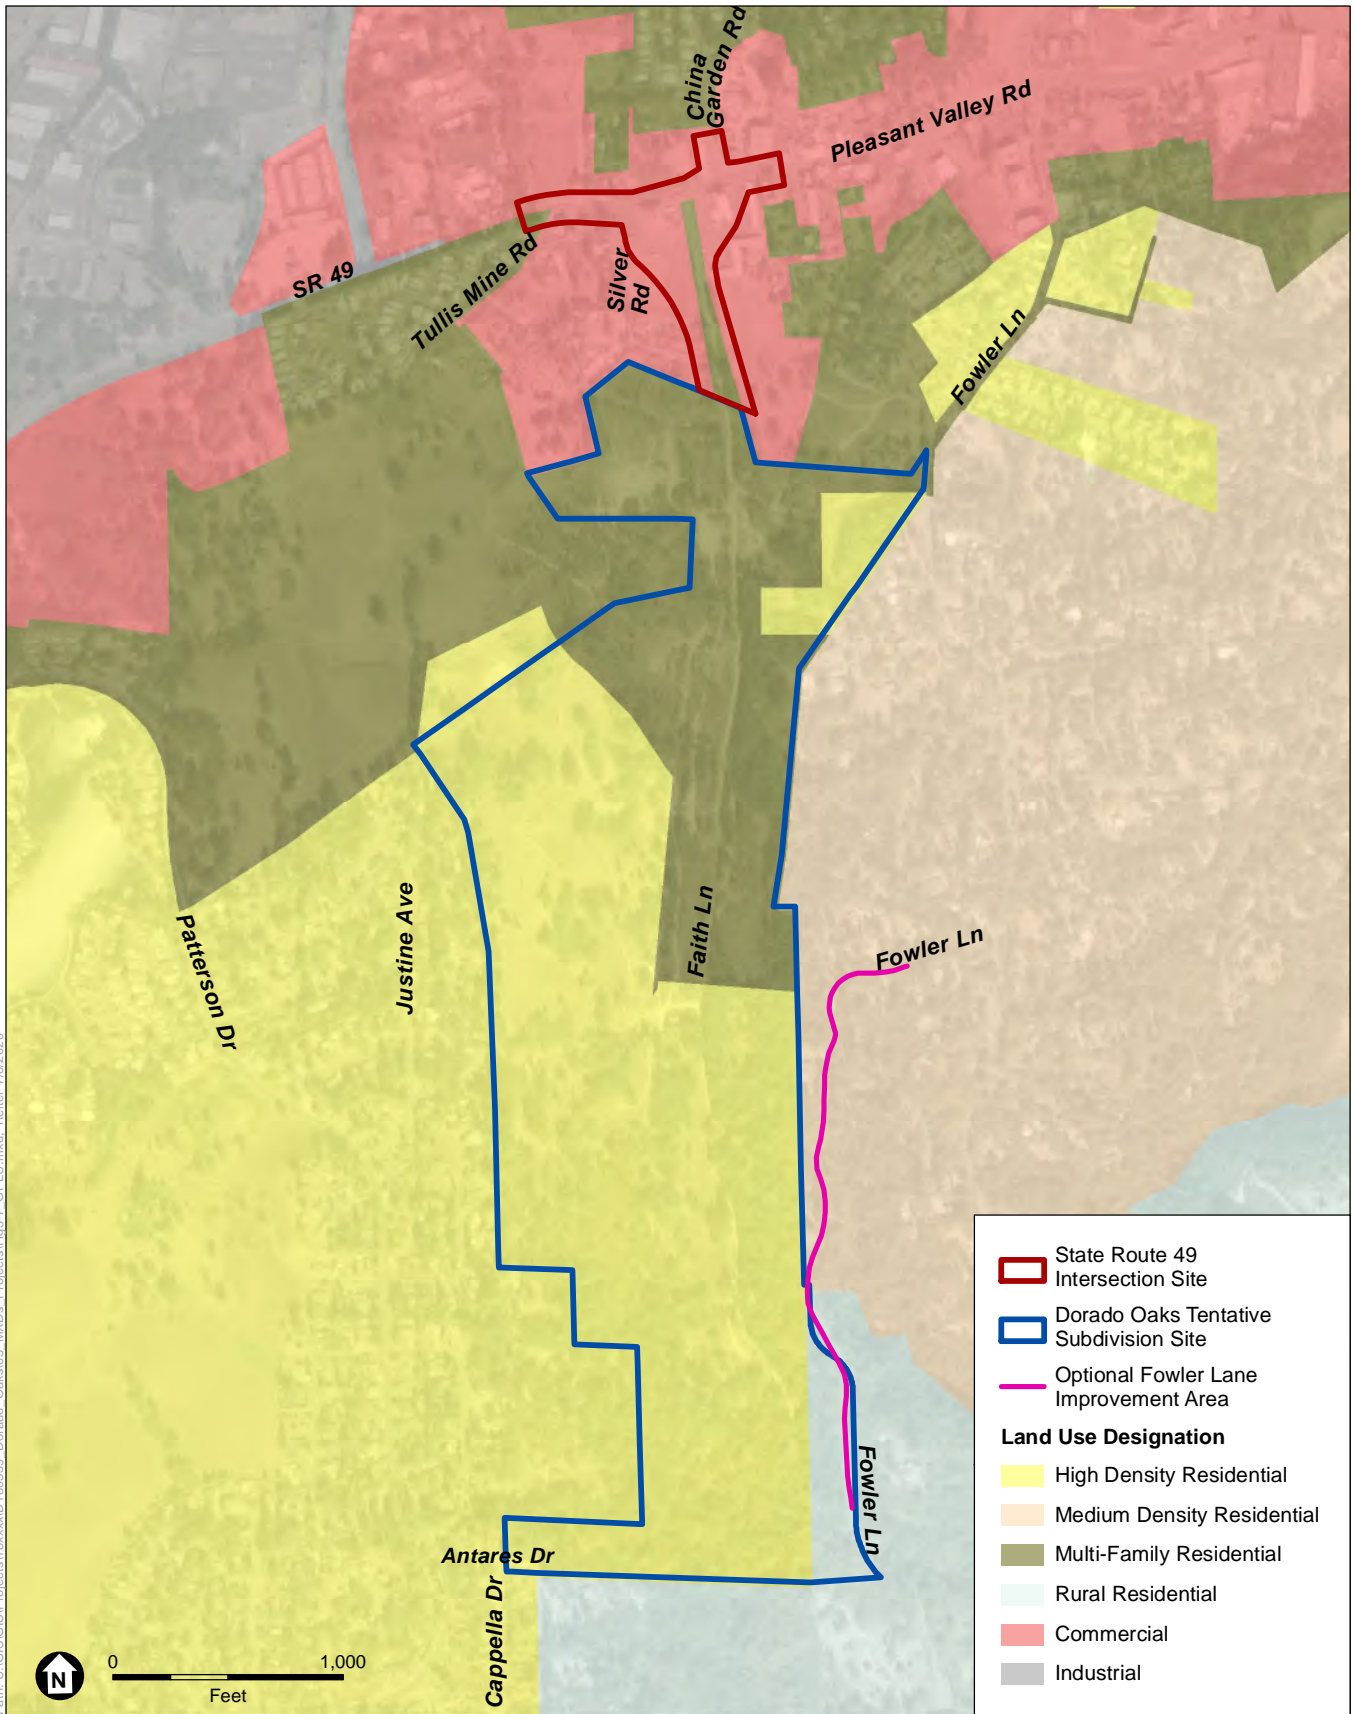 China
Garden Rd
Pleasant Valley Rd
SR 49
Tullis Mine Rd
Silver
Rd
Fowler Ln
Justine Ave
Faith Ln
Patterson Dr
Fowler Ln
Fowler Ln
Antares Dr
Cappella Dr
State Route 49
Intersection Site
Dorado Oaks Tentative
Subdivision Site
Optional Fowler Lane
Improvement Area
Land Use Designation
High Density Residential
Medium Density Residential
Multi-Family Residential
Rural Residential
Commercial
Industrial
N
0 1,000
Feet